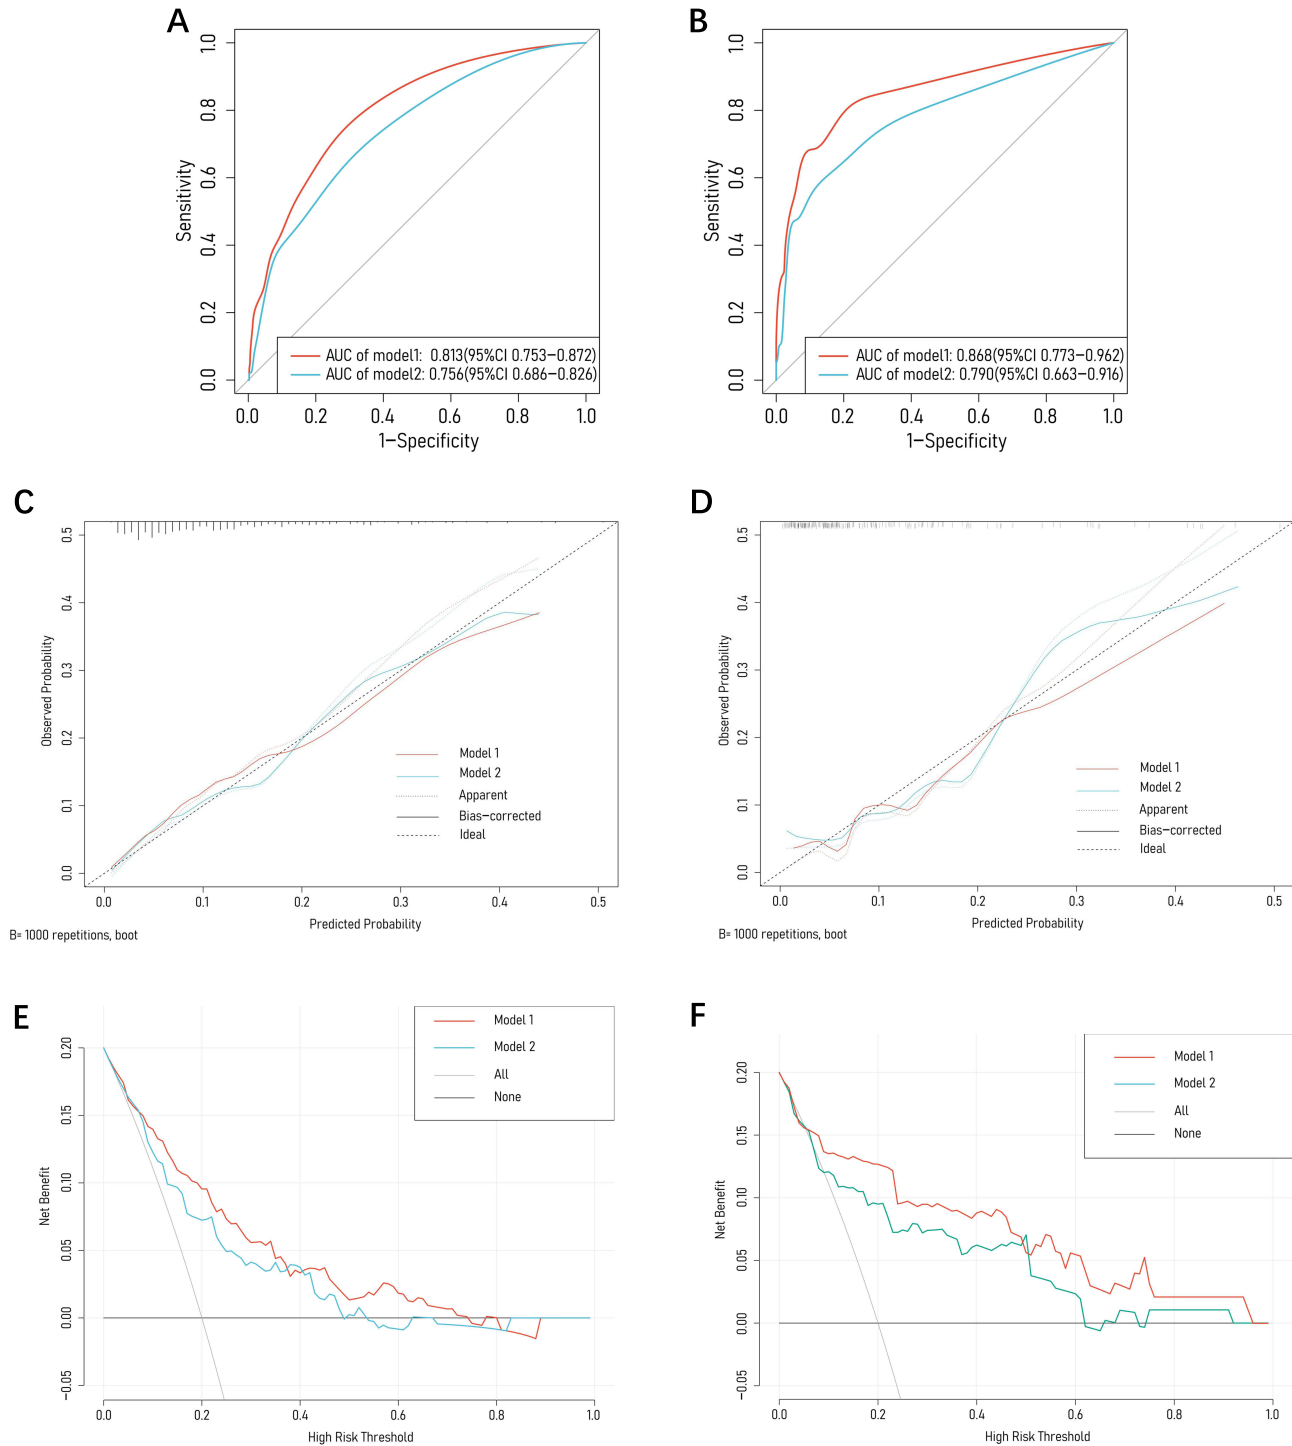 A
1.0
0.8
0.6
0.4
0.2
0.0
Sensitivity
AUC of model1: 0.813(95%CI 0.753–0.872)
AUC of model2: 0.756(95%CI 0.686–0.826)
0.0 0.2 0.4 0.6 0.8 1.0
1–Specificity
B
1.0
0.8
0.6
0.4
0.2
0.0
Sensitivity
AUC of model1: 0.868(95%CI 0.773–0.962)
AUC of model2: 0.790(95%CI 0.663–0.916)
0.0 0.2 0.4 0.6 0.8 1.0
1–Specificity
C
0.5
0.4
0.3
0.2
0.1
0.0
Observed Probability
Model 1
Model 2
Apparent
Bias–corrected
Ideal
0.0 0.1 0.2 0.3 0.4 0.5
Predicted Probability
B= 1000 repetitions, boot
D
0.5
0.4
0.3
0.2
0.1
0.0
Observed Probability
Model 1
Model 2
Apparent
Bias–corrected
Ideal
0.0 0.1 0.2 0.3 0.4 0.5
Predicted Probability
B= 1000 repetitions, boot
E
0.20
0.15
0.10
0.05
0.00
–0.05
Net Benefit
Model 1
Model 2
All
None
0.0 0.2 0.4 0.6 0.8 1.0
High Risk Threshold
F
0.20
0.15
0.10
0.05
0.00
–0.05
Net Benefit
Model 1
Model 2
All
None
0.0 0.2 0.4 0.6 0.8 1.0
High Risk Threshold